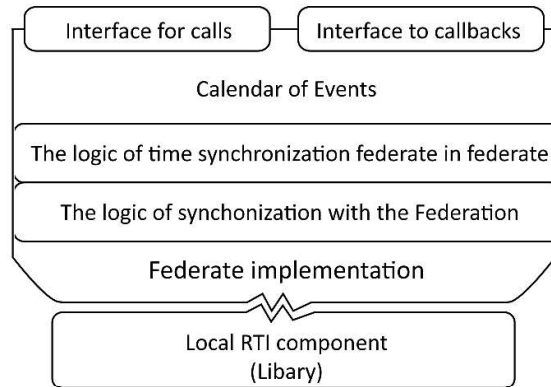 Interface for calls
Interface to callbacks
Calendar of Events
The logic of time synchronization federate in federate
The logic of synchonization with the Federation
Federate implementation
Local RTI component
(Libary)